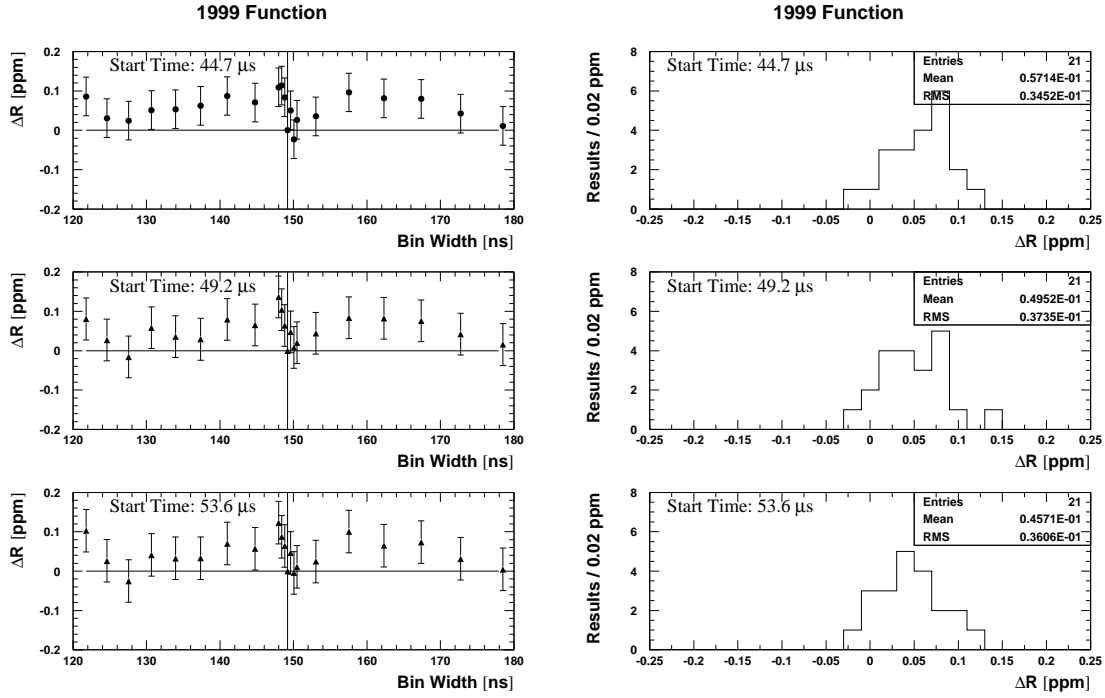 1999 Function
1999 Function
Start Time: 44.7 μs
ΔR [ppm]
0.2
0.1
0
-0.1
-0.2
120 130 140 150 160 170 180
Bin Width [ns]
Start Time: 44.7 μs
Entries 21
Mean 0.5714E-01
RMS 0.3452E-01
Results / 0.02 ppm
8
6
4
2
0
-0.25 -0.2 -0.15 -0.1 -0.05 0 0.05 0.1 0.15 0.2 0.25
ΔR [ppm]
Start Time: 49.2 μs
ΔR [ppm]
0.2
0.1
0
-0.1
-0.2
120 130 140 150 160 170 180
Bin Width [ns]
Start Time: 49.2 μs
Entries 21
Mean 0.4952E-01
RMS 0.3735E-01
Results / 0.02 ppm
8
6
4
2
0
-0.25 -0.2 -0.15 -0.1 -0.05 0 0.05 0.1 0.15 0.2 0.25
ΔR [ppm]
Start Time: 53.6 μs
ΔR [ppm]
0.2
0.1
0
-0.1
-0.2
120 130 140 150 160 170 180
Bin Width [ns]
Start Time: 53.6 μs
Entries 21
Mean 0.4571E-01
RMS 0.3606E-01
Results / 0.02 ppm
8
6
4
2
0
-0.25 -0.2 -0.15 -0.1 -0.05 0 0.05 0.1 0.15 0.2 0.25
ΔR [ppm]